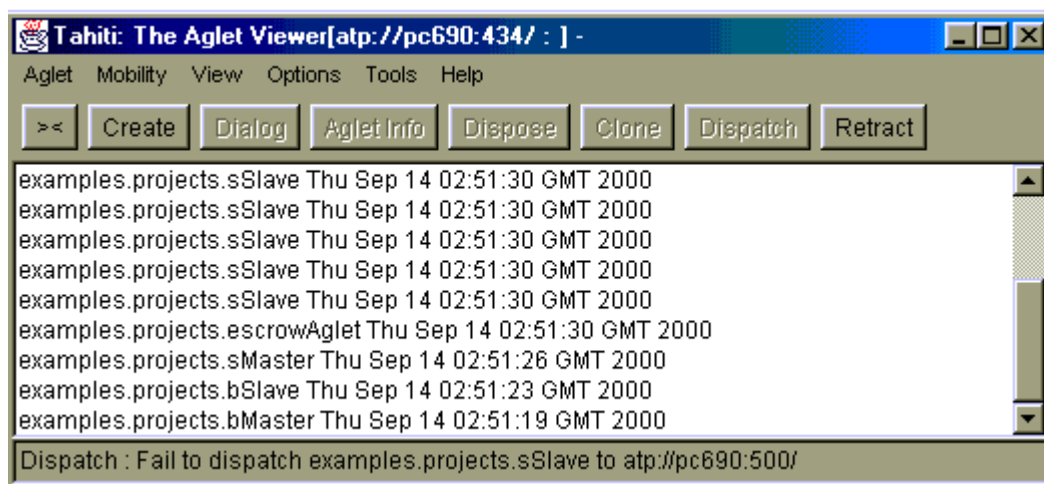 Tahiti: The Aglet Viewer[atp://pc690:434/ : ] -
Aglet Mobility View Options Tools Help
>< Create Dialog Aglet Info Dispose Clone Dispatch Retract
examples.projects.sSlave Thu Sep 14 02:51:30 GMT 2000
examples.projects.sSlave Thu Sep 14 02:51:30 GMT 2000
examples.projects.sSlave Thu Sep 14 02:51:30 GMT 2000
examples.projects.sSlave Thu Sep 14 02:51:30 GMT 2000
examples.projects.sSlave Thu Sep 14 02:51:30 GMT 2000
examples.projects.escrowAglet Thu Sep 14 02:51:30 GMT 2000
examples.projects.sMaster Thu Sep 14 02:51:26 GMT 2000
examples.projects.bSlave Thu Sep 14 02:51:23 GMT 2000
examples.projects.bMaster Thu Sep 14 02:51:19 GMT 2000
Dispatch : Fail to dispatch examples.projects.sSlave to atp://pc690:500/